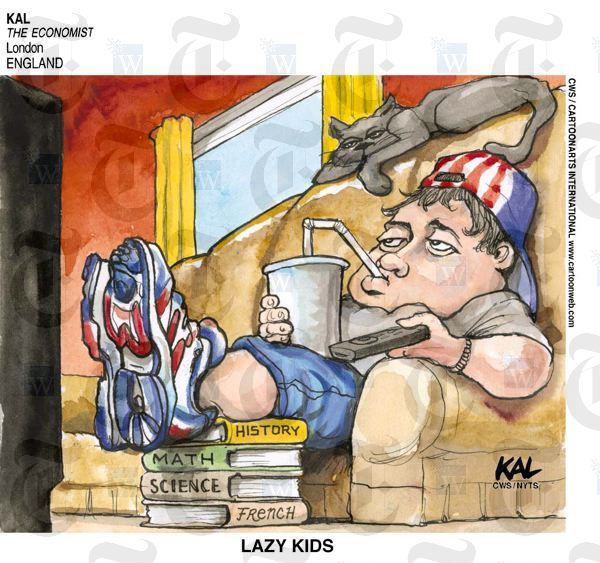 KAL
THE ECONOMIST
London
ENGLAND
CWS / CARTOONARTS INTERNATIONAL www.cartoonweb.com
HISTORY
MATH
SCIENCE
FRENCH
KAL
CWS / NYTS
LAZY KIDS